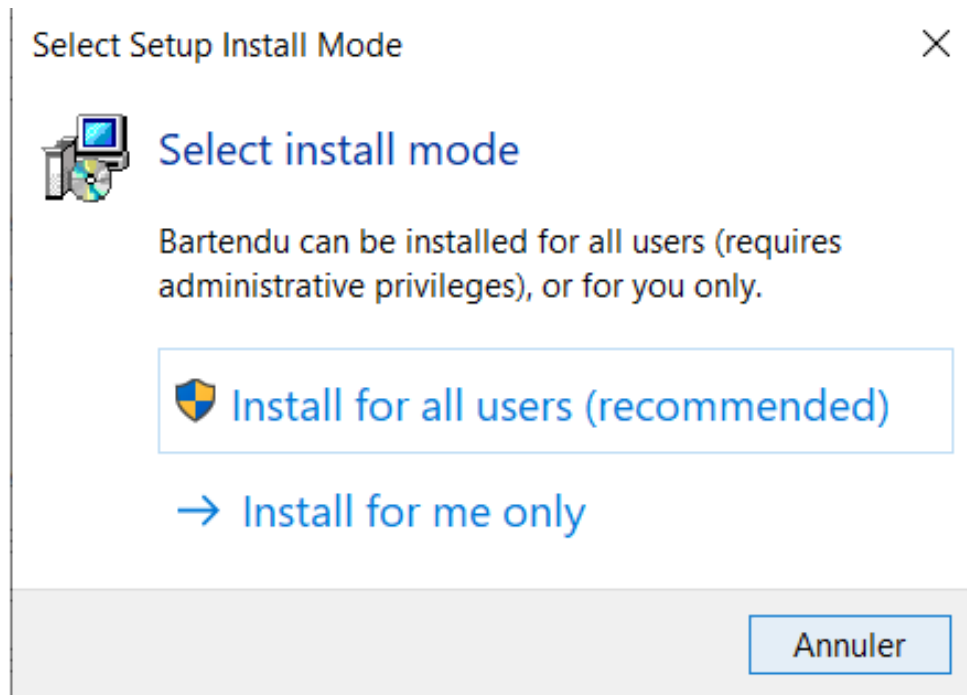 Select Setup Install Mode
Select install mode
Bartendu can be installed for all users (requires
administrative privileges), or for you only.
Install for all users (recommended)
Install for me only
Annuler